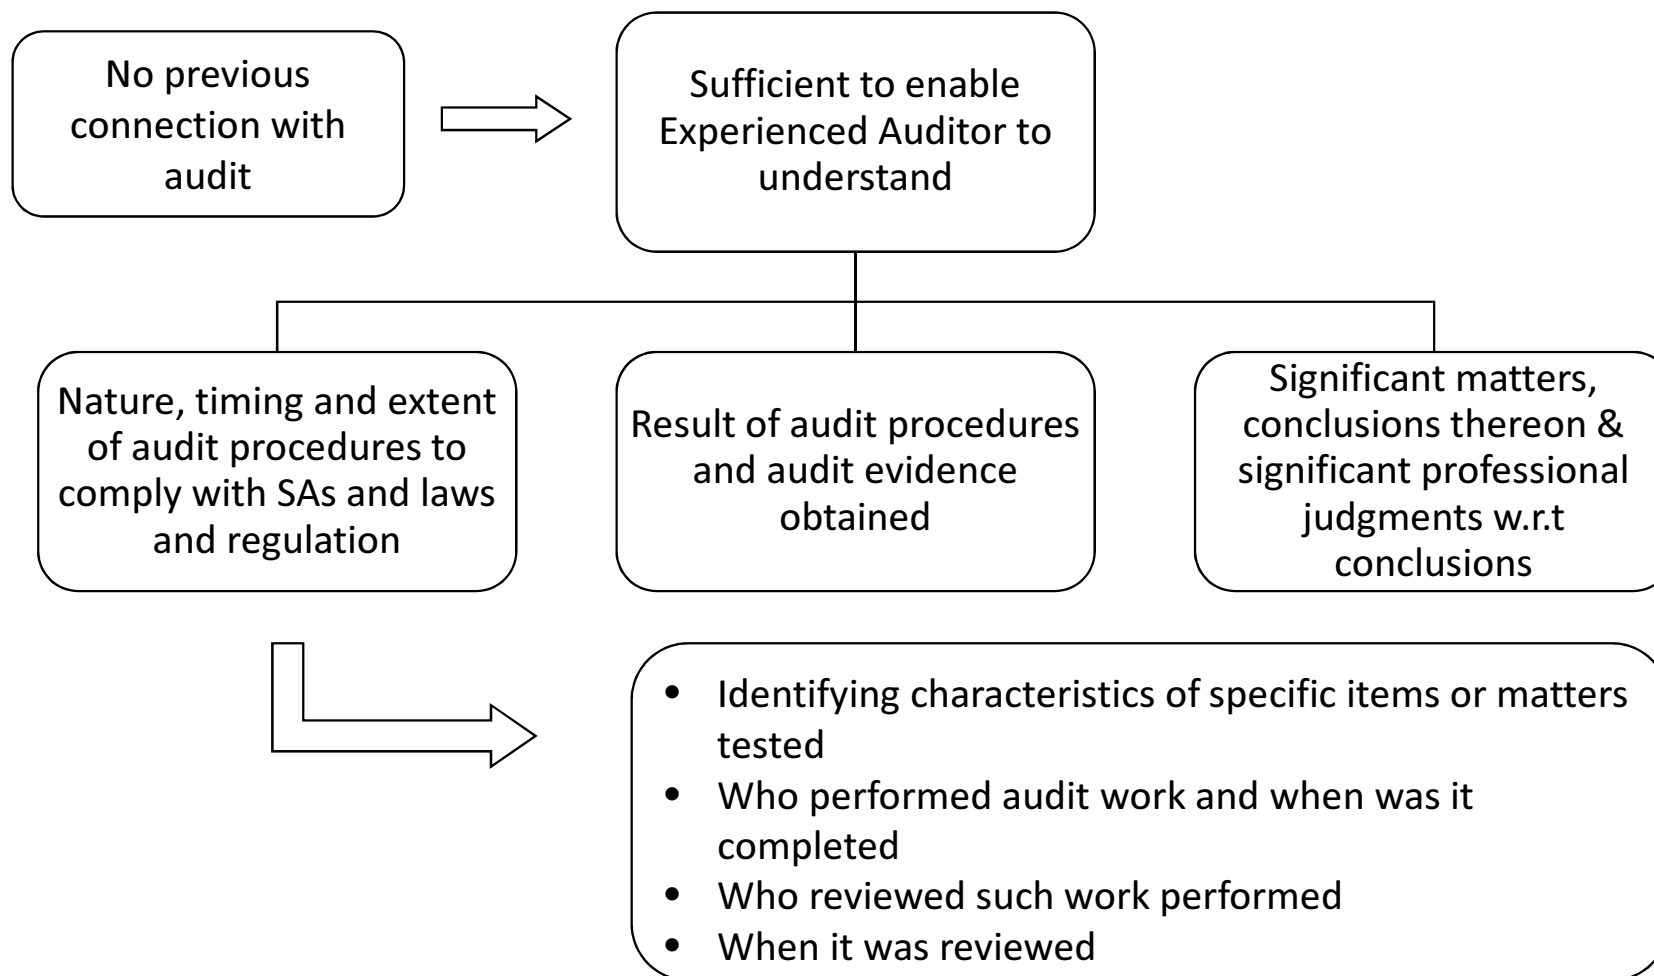 No previous
connection with
audit
Sufficient to enable
Experienced Auditor to
understand
Nature, timing and extent
of audit procedures to
comply with SAs and laws
and regulation
Result of audit procedures
and audit evidence
obtained
Significant matters,
conclusions thereon &
significant professional
judgments w.r.t
conclusions
• Identifying characteristics of specific items or matters
tested
• Who performed audit work and when was it
completed
• Who reviewed such work performed
• When it was reviewed